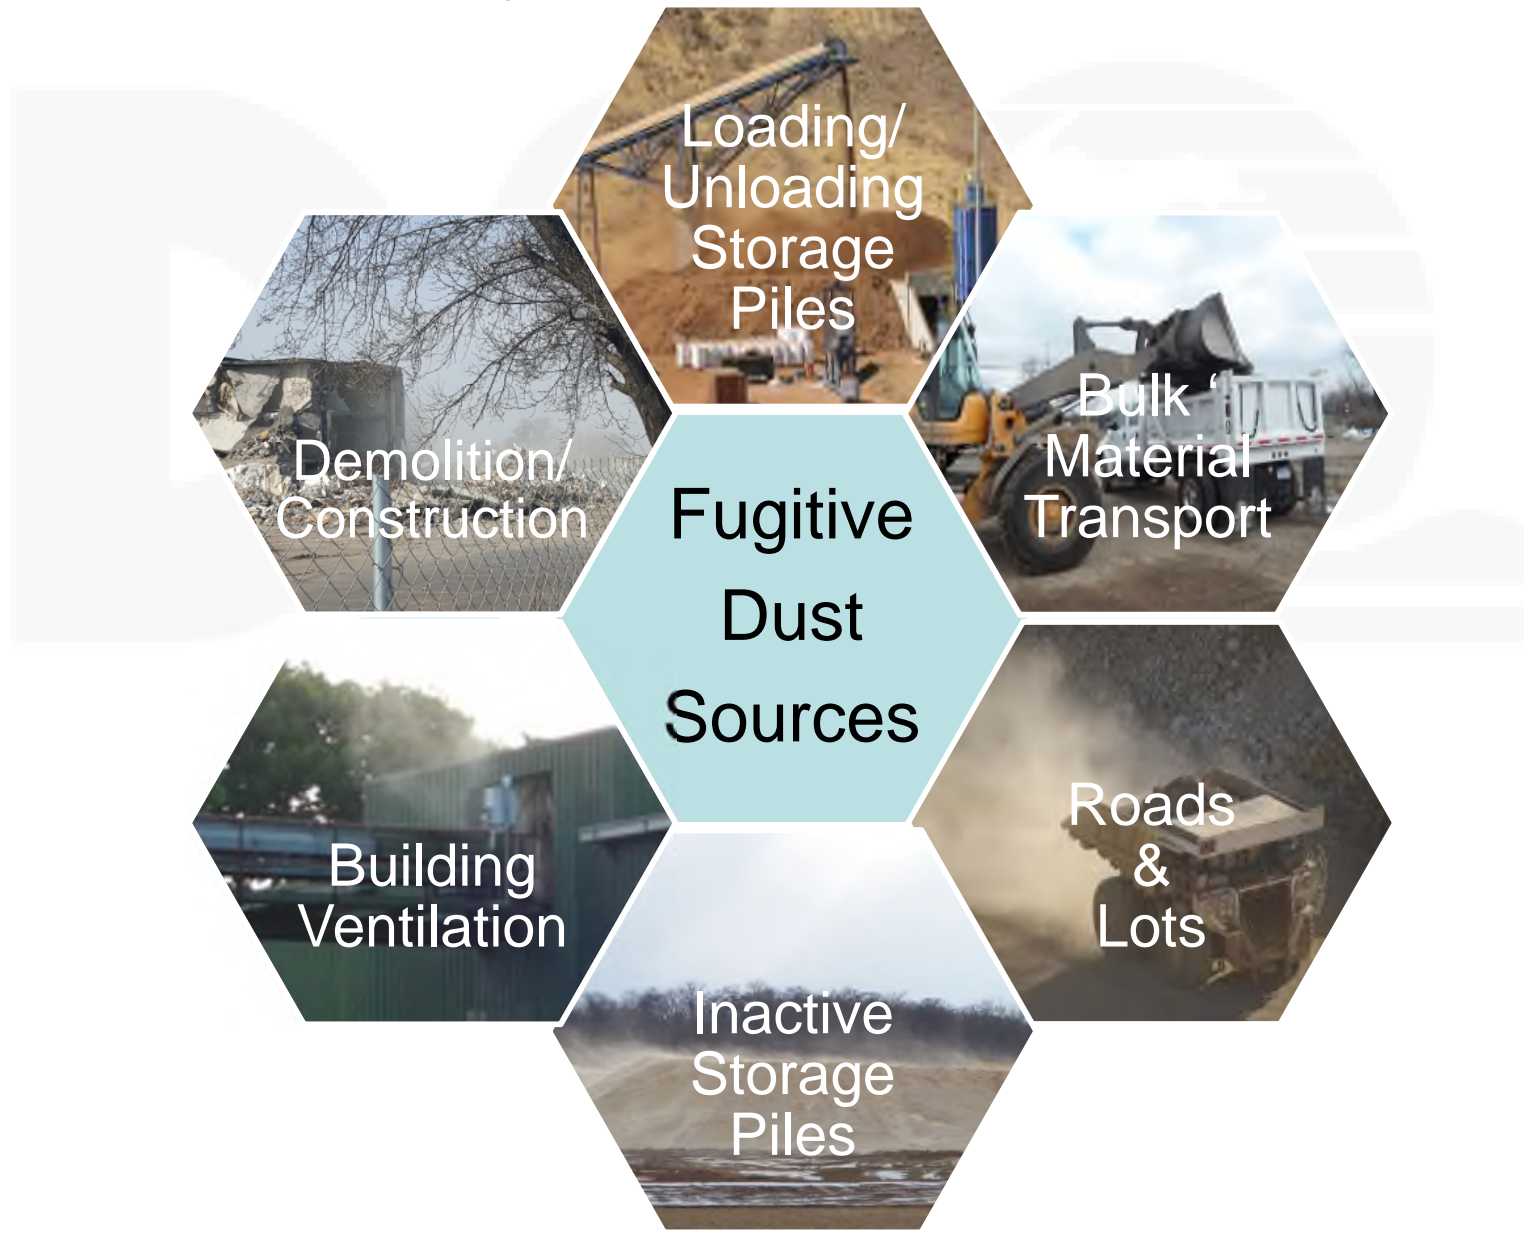 Loading/
Unloading
Storage
Piles
Bulk ‘
Material
Transport
Demolition/
Construction
Fugitive
Dust
Sources
Roads
&
Lots
Building
Ventilation
Inactive
Storage
Piles